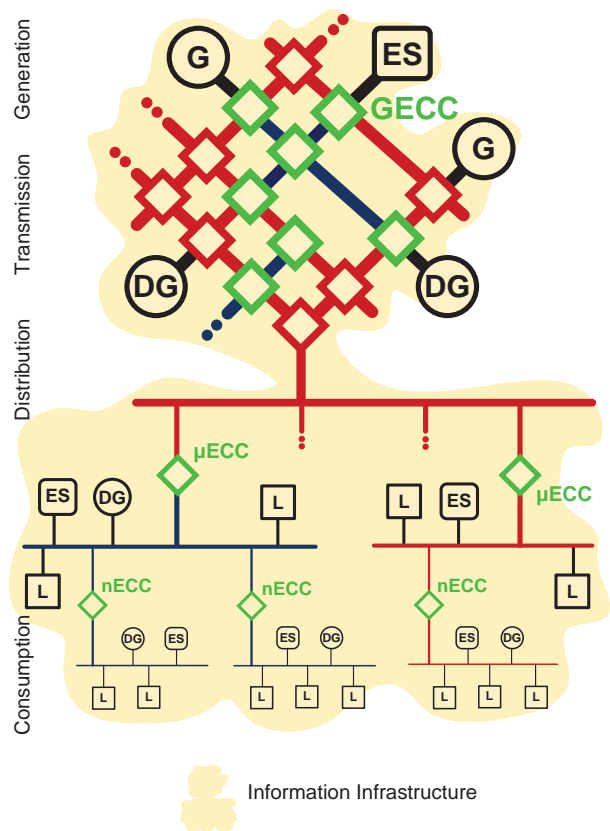 Generation
G
ES
GECC
G
Transmission
DG
DG
Distribution
µECC
µECC
ES
DG
L
L
ES
L
L
nECC
nECC
nECC
Consumption
DG
ES
ES
DG
ES
DG
L
L
L
L
L
L
L
L
Information Infrastructure